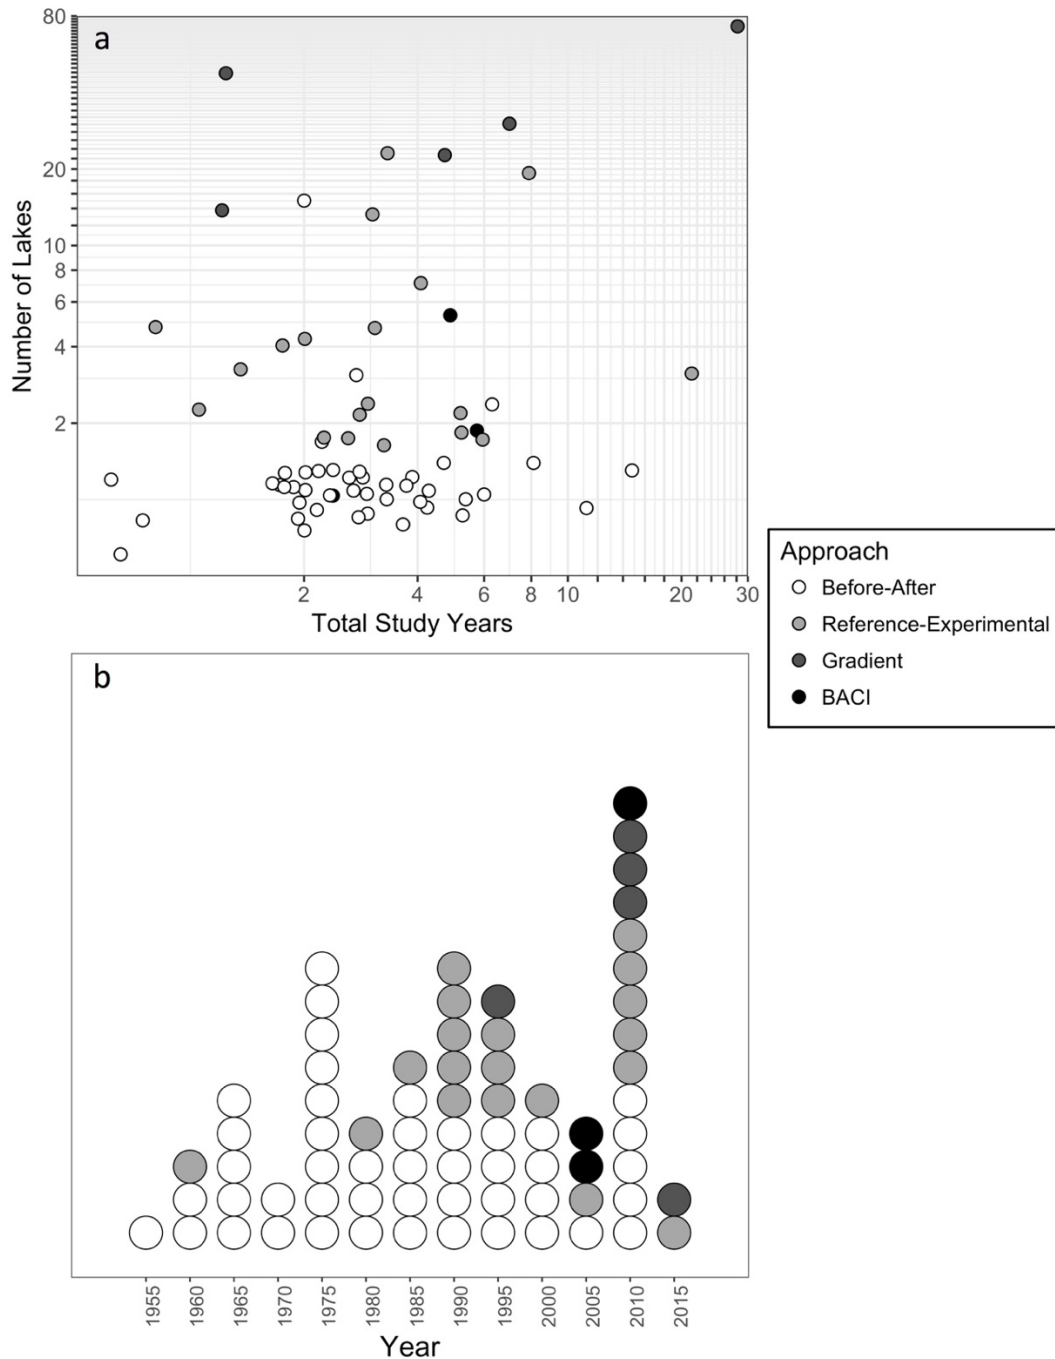 a
80
20
10
8
6
4
2
Number of Lakes
2 4 6 8 10 20 30
Total Study Years
Approach
Before-After
Reference-Experimental
Gradient
BACI
b
1955 1960 1965 1970 1975 1980 1985 1990 1995 2000 2005 2010 2015
Year